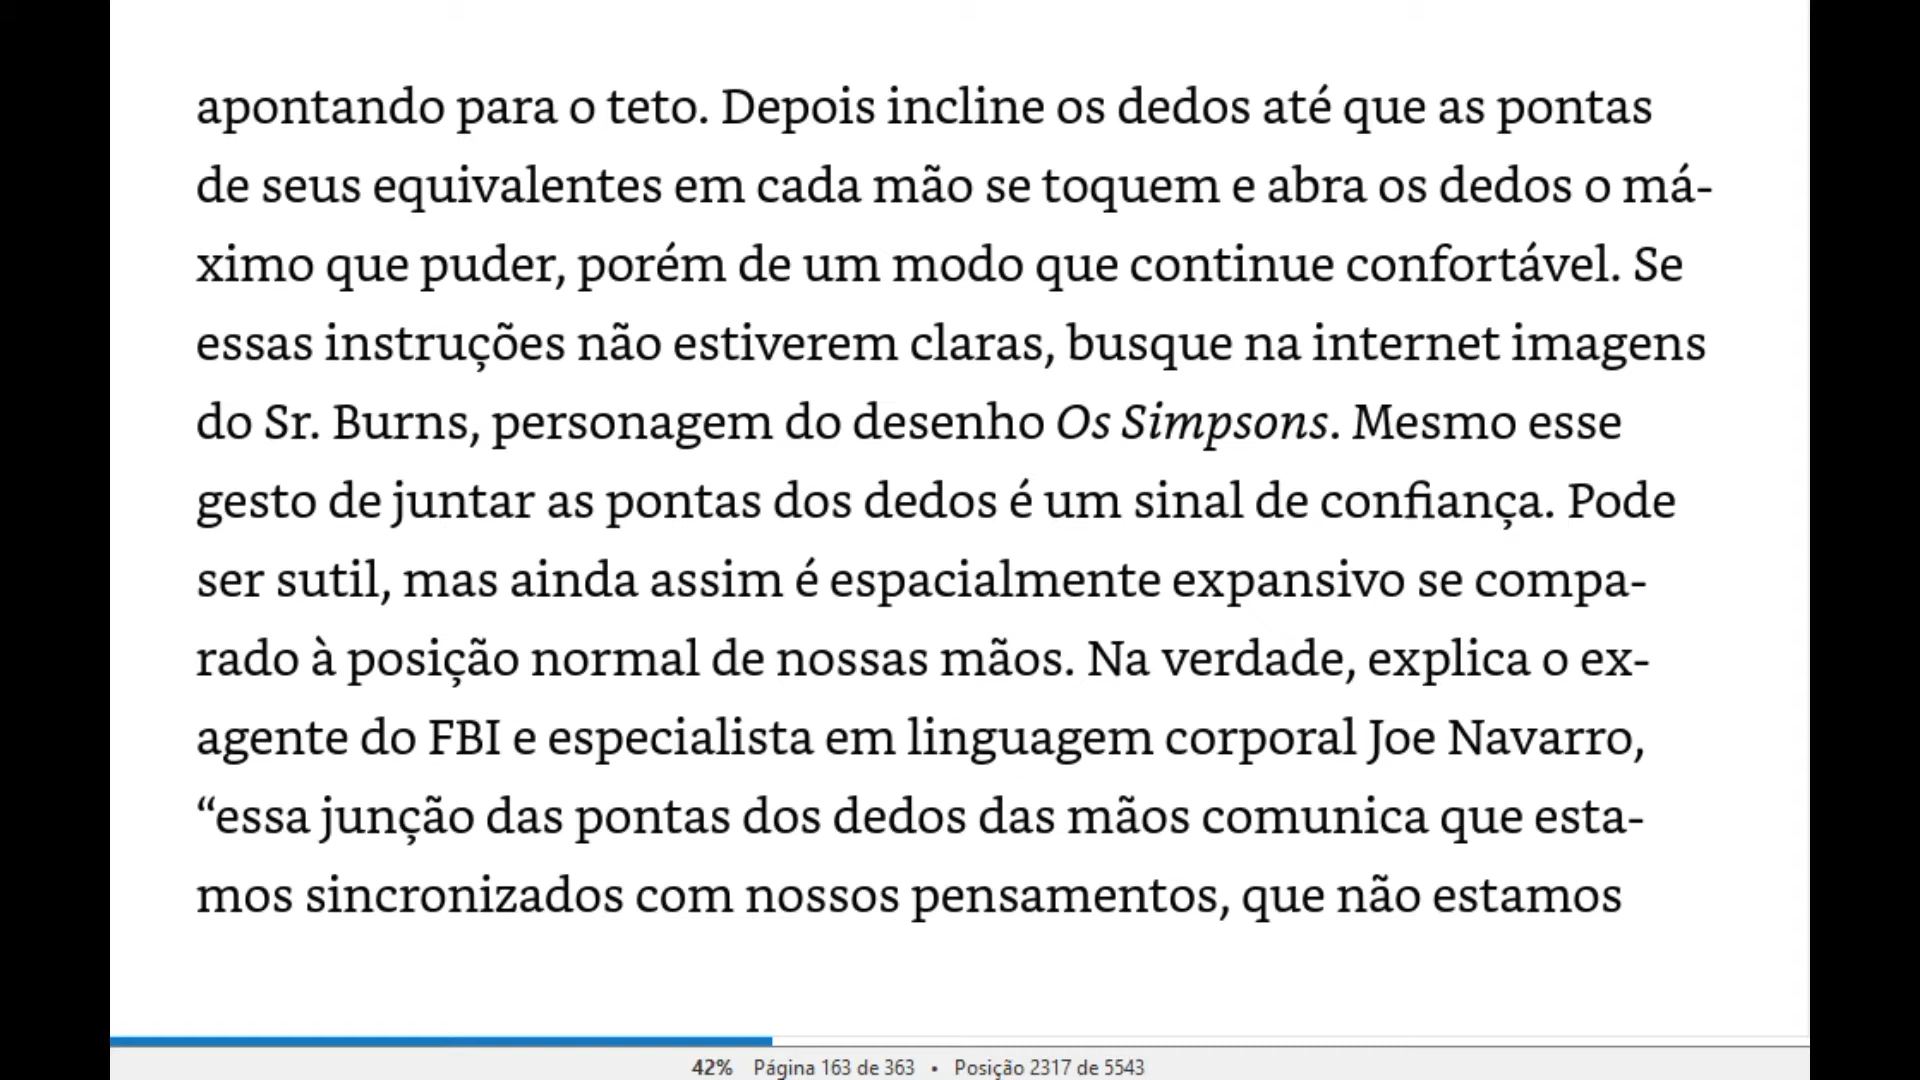 apontando para o teto. Depois incline os dedos até que as pontas
de seus equivalentes em cada mão se toquem e abra os dedos o má-
ximo que puder, porém de um modo que continue confortável. Se
essas instruções não estiverem claras, busque na internet imagens
do Sr. Burns, personagem do desenho Os Simpsons. Mesmo esse
gesto de juntar as pontas dos dedos é um sinal de confiança. Pode
ser sutil, mas ainda assim é espacialmente expansivo se compa-
rado à posição normal de nossas mãos. Na verdade, explica o ex-
agente do FBI e especialista em linguagem corporal Joe Navarro,
“essa junção das pontas dos dedos das mãos comunica que esta-
mos sincronizados com nossos pensamentos, que não estamos
42% Página 163 de 363 • Posição 2317 de 5543